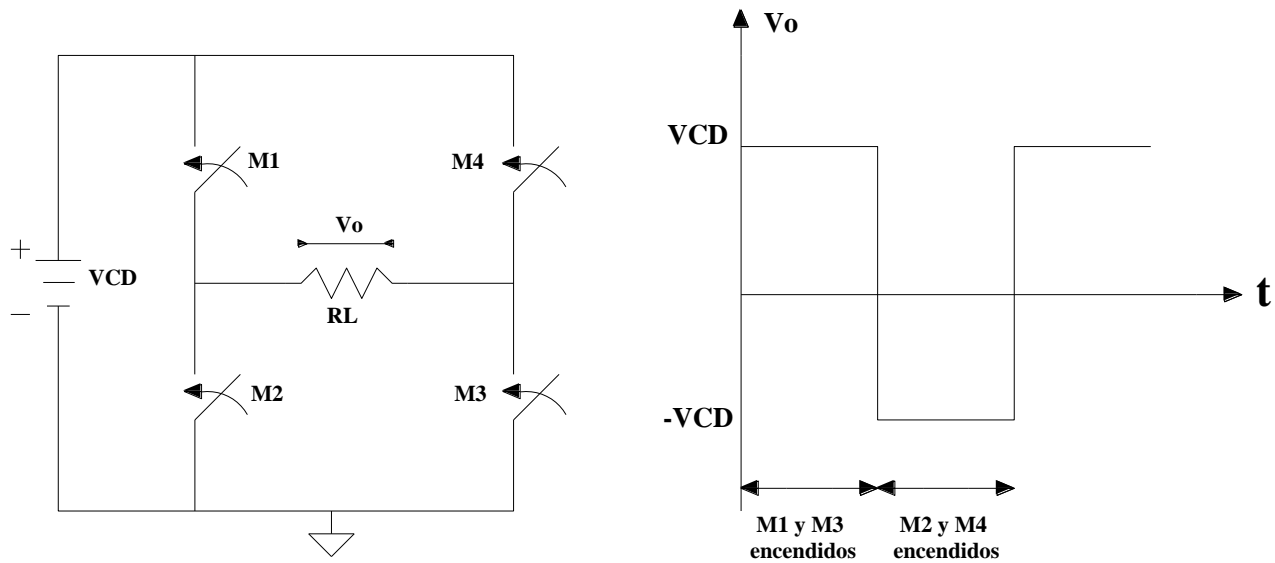 M1
M4
Vo
+
VCD
−
RL
M2
M3
Vo
VCD
t
-VCD
M1 y M3
encendidos
M2 y M4
encendidos